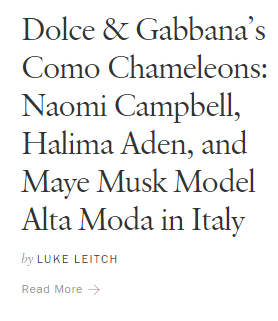 Dolce & Gabbana’s
Como Chameleons:
Naomi Campbell,
Halima Aden, and
Maye Musk Model
Alta Moda in Italy
by LUKE LEITCH
Read More →